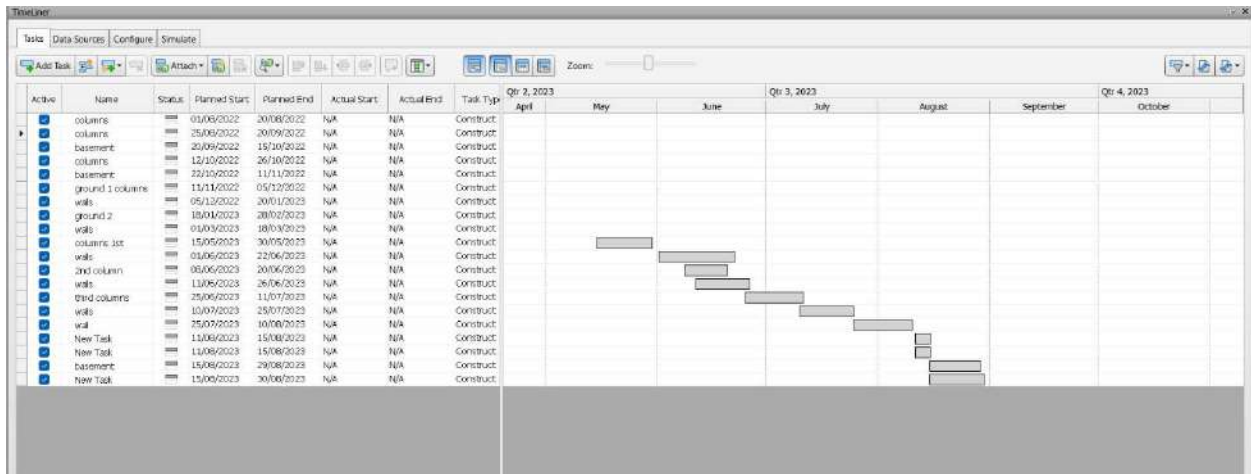 TimeLiner
Tasks Data Sources Configure Simulate
Add Task Attach Zoom:
Active Name Status Planned Start Planned End Actual Start Actual End Task Typ
Qtr 2, 2023 Qtr 3, 2023 Qtr 4, 2023
April May June July August September October
columns 01/08/2022 20/08/2022 N/A N/A Construct
columns 25/08/2022 20/09/2022 N/A N/A Construct
basement 20/09/2022 15/10/2022 N/A N/A Construct
columns 12/10/2022 26/10/2022 N/A N/A Construct
basement 22/10/2022 11/11/2022 N/A N/A Construct
ground 1 columns 11/11/2022 05/12/2022 N/A N/A Construct
walls 05/12/2022 20/01/2023 N/A N/A Construct
ground 2 18/01/2023 28/02/2023 N/A N/A Construct
walls 01/03/2023 18/03/2023 N/A N/A Construct
columns 1st 15/05/2023 30/05/2023 N/A N/A Construct
walls 01/06/2023 22/06/2023 N/A N/A Construct
2nd column 08/06/2023 20/06/2023 N/A N/A Construct
walls 11/06/2023 26/06/2023 N/A N/A Construct
third columns 25/06/2023 11/07/2023 N/A N/A Construct
walls 10/07/2023 25/07/2023 N/A N/A Construct
wall 25/07/2023 10/08/2023 N/A N/A Construct
New Task 11/08/2023 15/08/2023 N/A N/A Construct
New Task 11/08/2023 15/08/2023 N/A N/A Construct
basement 15/08/2023 29/08/2023 N/A N/A Construct
New Task 15/08/2023 30/08/2023 N/A N/A Construct